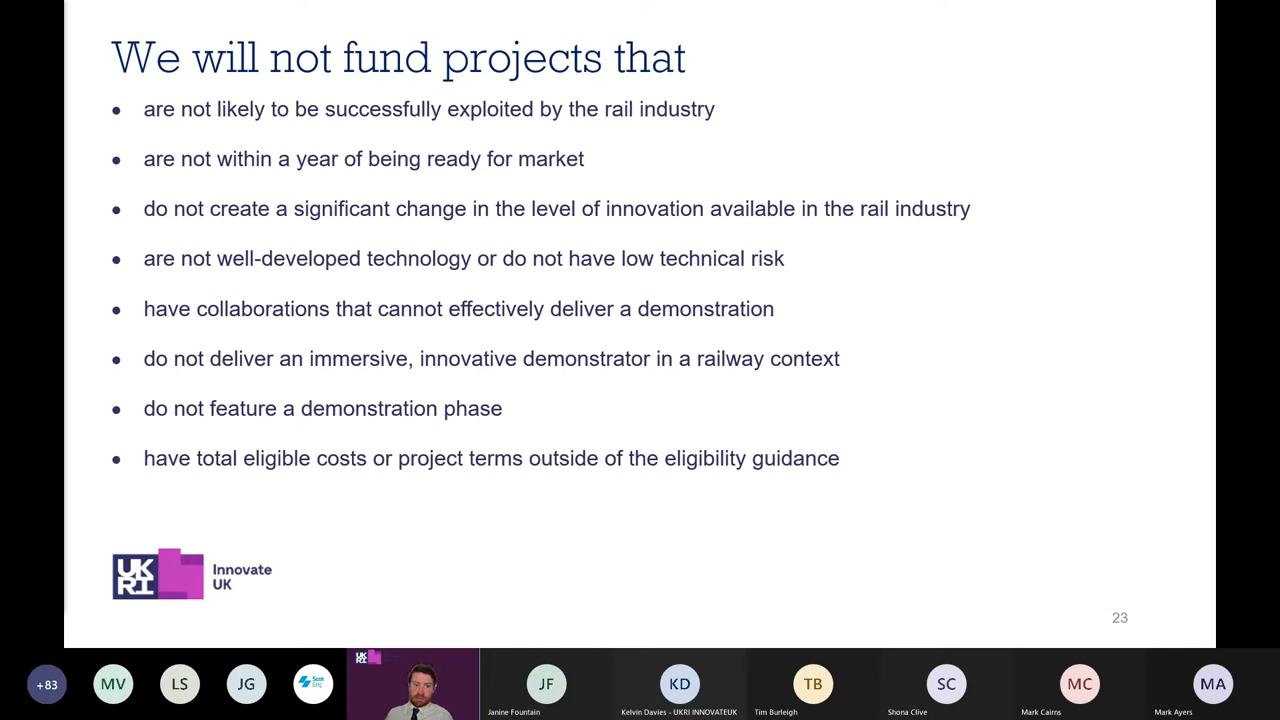 We will not fund projects that
• are not likely to be successfully exploited by the rail industry
• are not within a year of being ready for market
• do not create a significant change in the level of innovation available in the rail industry
• are not well-developed technology or do not have low technical risk
• have collaborations that cannot effectively deliver a demonstration
• do not deliver an immersive, innovative demonstrator in a railway context
• do not feature a demonstration phase
• have total eligible costs or project terms outside of the eligibility guidance
UK
RI
Innovate
UK
23
+83
MV
LS
JG
Scot
Eng
UK
RI
JF
KD
TB
SC
MC
MA
Janine Fountain
Kelvin Davies - UKRI INNOVATEUK
Tim Burleigh
Shona Clive
Mark Cairns
Mark Ayers